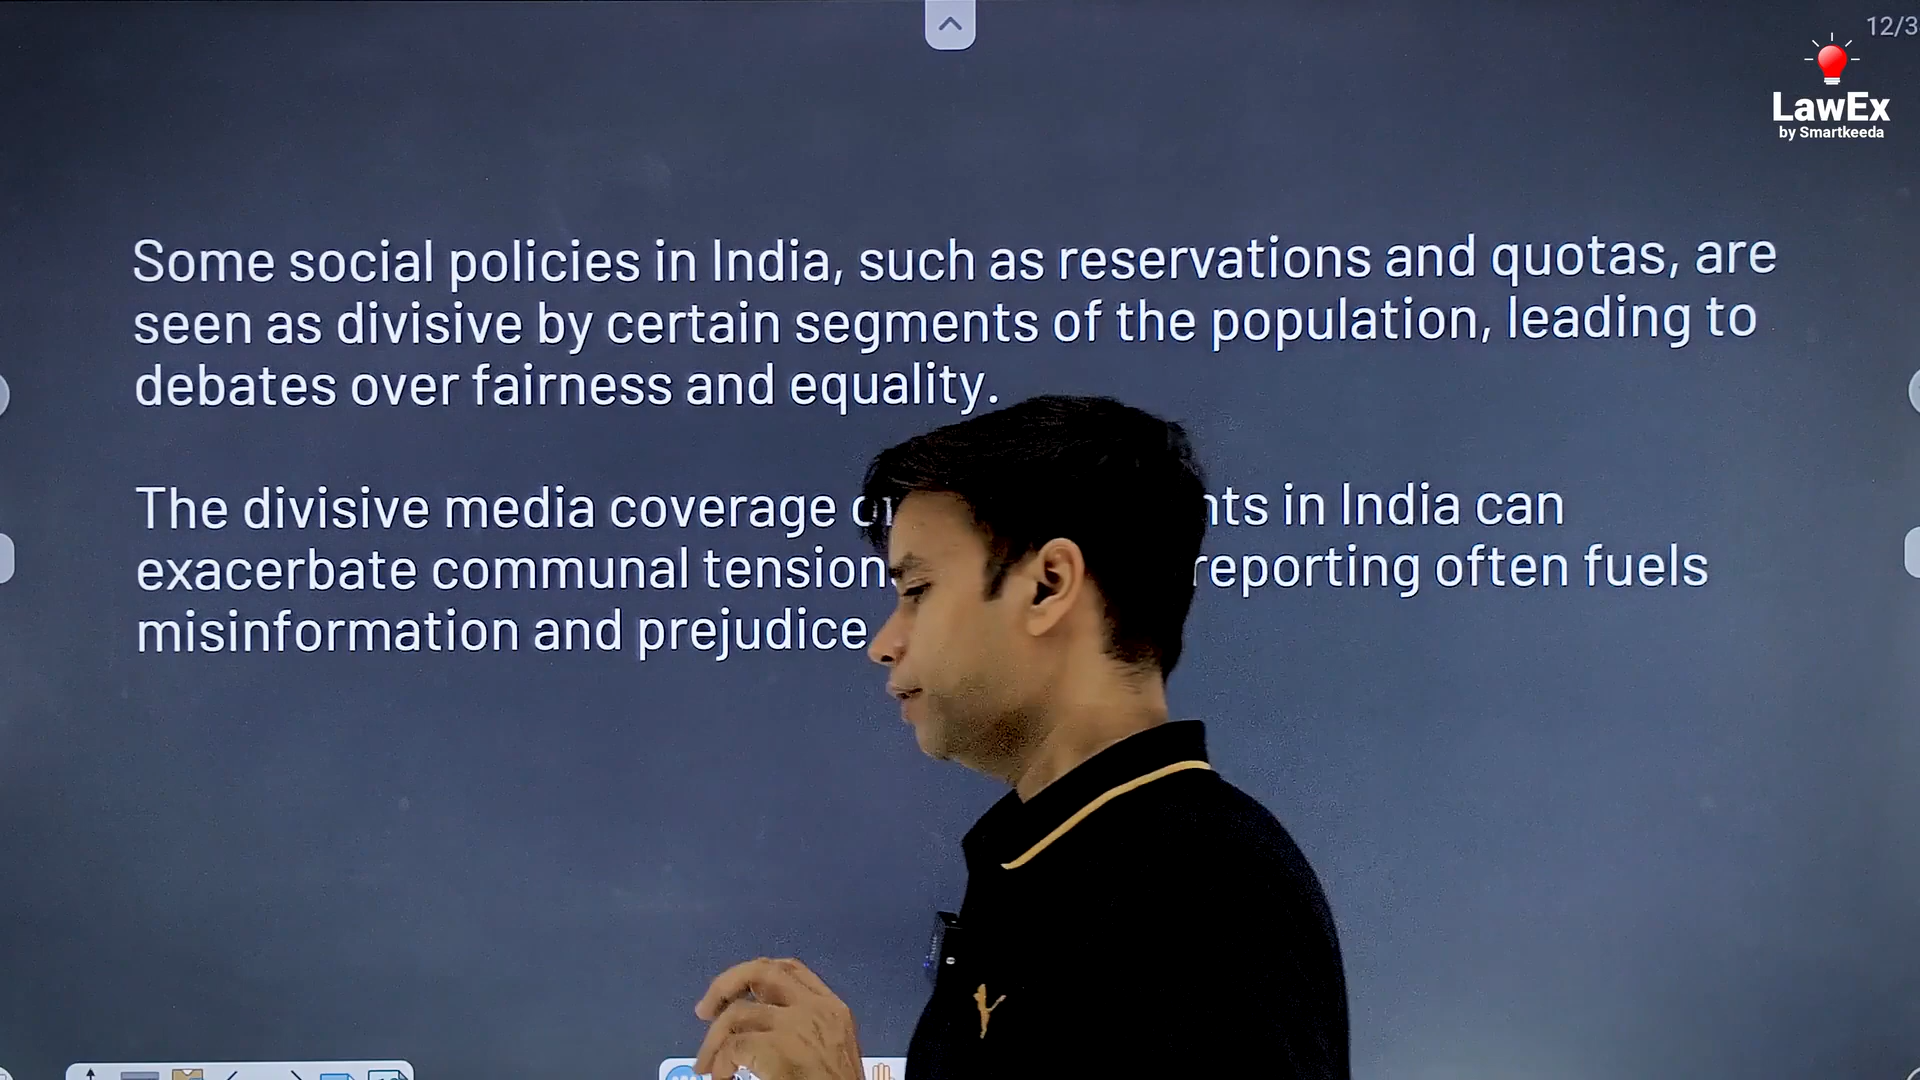 12/3
LawEx
by Smartkeeda
Some social policies in India, such as reservations and quotas, are
seen as divisive by certain segments of the population, leading to
debates over fairness and equality.
The divisive media coverage in India can
exacerbate communal reporting often fuels
misinformation and prejudice